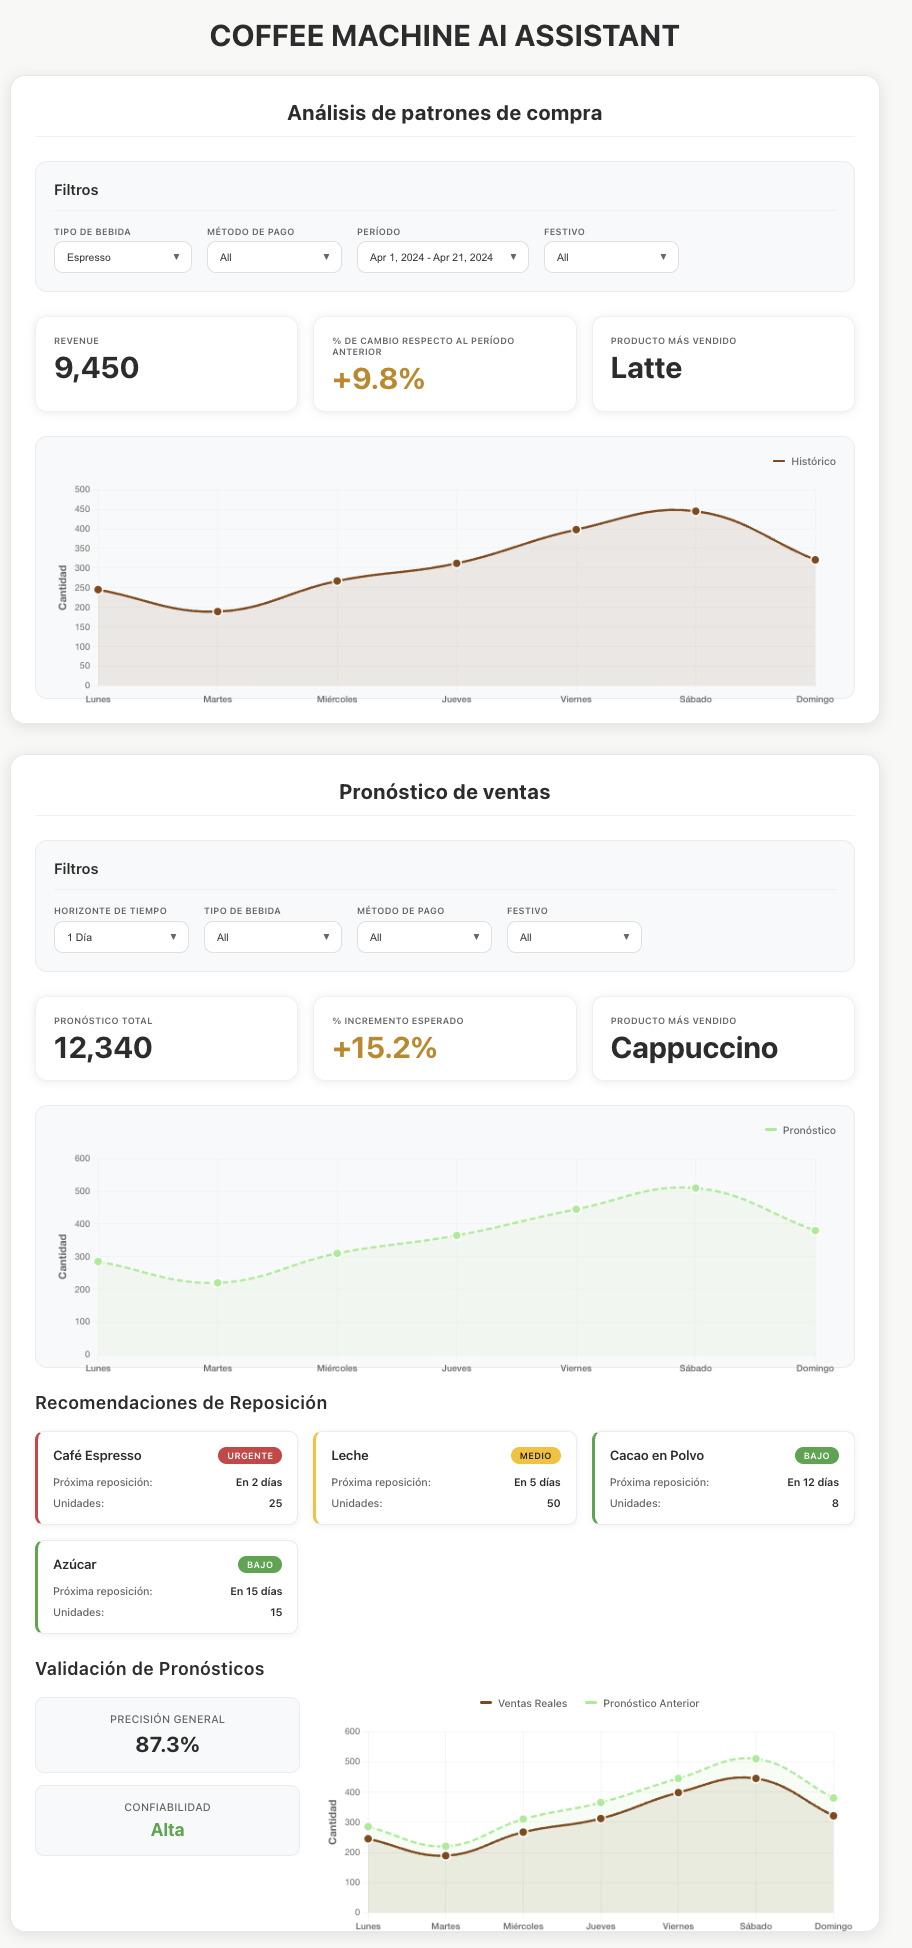 COFFEE MACHINE AI ASSISTANT
Análisis de patrones de compra
Filtros
TIPO DE BEBIDA
Espresso
MÉTODO DE PAGO
All
PERÍODO
Apr 1, 2024 - Apr 21, 2024
FESTIVO
All
REVENUE
9,450
% DE CAMBIO RESPECTO AL PERÍODO
ANTERIOR
+9.8%
PRODUCTO MÁS VENDIDO
Latte
Histórico
Cantidad
500
450
400
350
300
250
200
150
100
50
0
Lunes
Martes
Miércoles
Jueves
Viernes
Sábado
Domingo
Pronóstico de ventas
Filtros
HORIZONTE DE TIEMPO
1 Día
TIPO DE BEBIDA
All
MÉTODO DE PAGO
All
FESTIVO
All
PRONÓSTICO TOTAL
12,340
% INCREMENTO ESPERADO
+15.2%
PRODUCTO MÁS VENDIDO
Cappuccino
Pronóstico
Cantidad
600
500
400
300
200
100
0
Lunes
Martes
Miércoles
Jueves
Viernes
Sábado
Domingo
Recomendaciones de Reposición
Café Espresso
URGENTE
Próxima reposición: En 2 días
Unidades: 25
Leche
MEDIO
Próxima reposición: En 5 días
Unidades: 50
Cacao en Polvo
BAJO
Próxima reposición: En 12 días
Unidades: 8
Azúcar
BAJO
Próxima reposición: En 15 días
Unidades: 15
Validación de Pronósticos
PRECISIÓN GENERAL
87.3%
CONFIABILIDAD
Alta
Ventas Reales
Pronóstico Anterior
Cantidad
600
500
400
300
200
100
0
Lunes
Martes
Miércoles
Jueves
Viernes
Sábado
Domingo